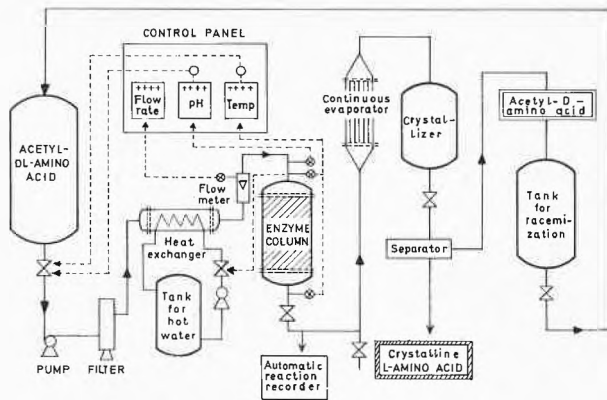 CONTROL PANEL
++++
Flow
rate
++++
pH
++++
Temp
ACETYL-
DL-AMINO
ACID
Flow
meter
Heat
exchanger
ENZYME
COLUMN
Tank
for hot
water
PUMP
FILTER
Automatic
reaction
recorder
Continuous
evaporator
Crystal-
lizer
Separator
Crystalline
L-AMINO ACID
Acetyl-D-
amino acid
Tank
for
racemi-
zation